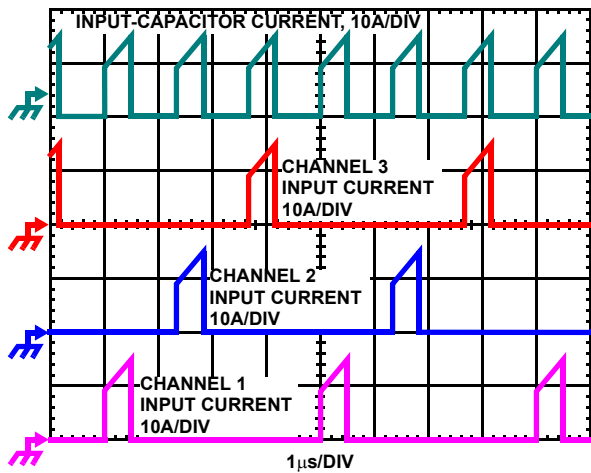 INPUT-CAPACITOR CURRENT, 10A/DIV
CHANNEL 3
INPUT CURRENT
10A/DIV
CHANNEL 2
INPUT CURRENT
10A/DIV
CHANNEL 1
INPUT CURRENT
10A/DIV
1μs/DIV